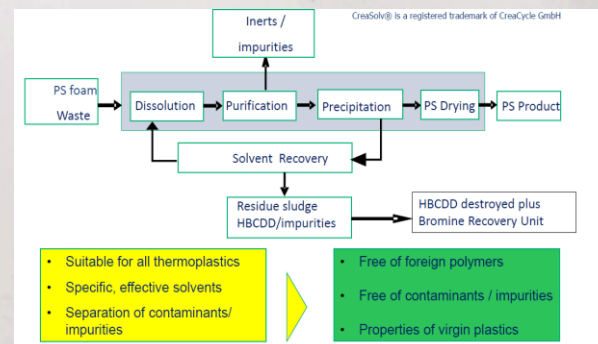 CreaSolv® is a registered trademark of CreaCycle GmbH
Inerts /
impurities
PS foam
Waste
Dissolution
Purification
Precipitation
PS Drying
PS Product
Solvent Recovery
Residue sludge
HBCDD/impurities
HBCDD destroyed plus
Bromine Recovery Unit
• Suitable for all thermoplastics
• Specific, effective solvents
• Separation of contaminants/
impurities
• Free of foreign polymers
• Free of contaminants / impurities
• Properties of virgin plastics